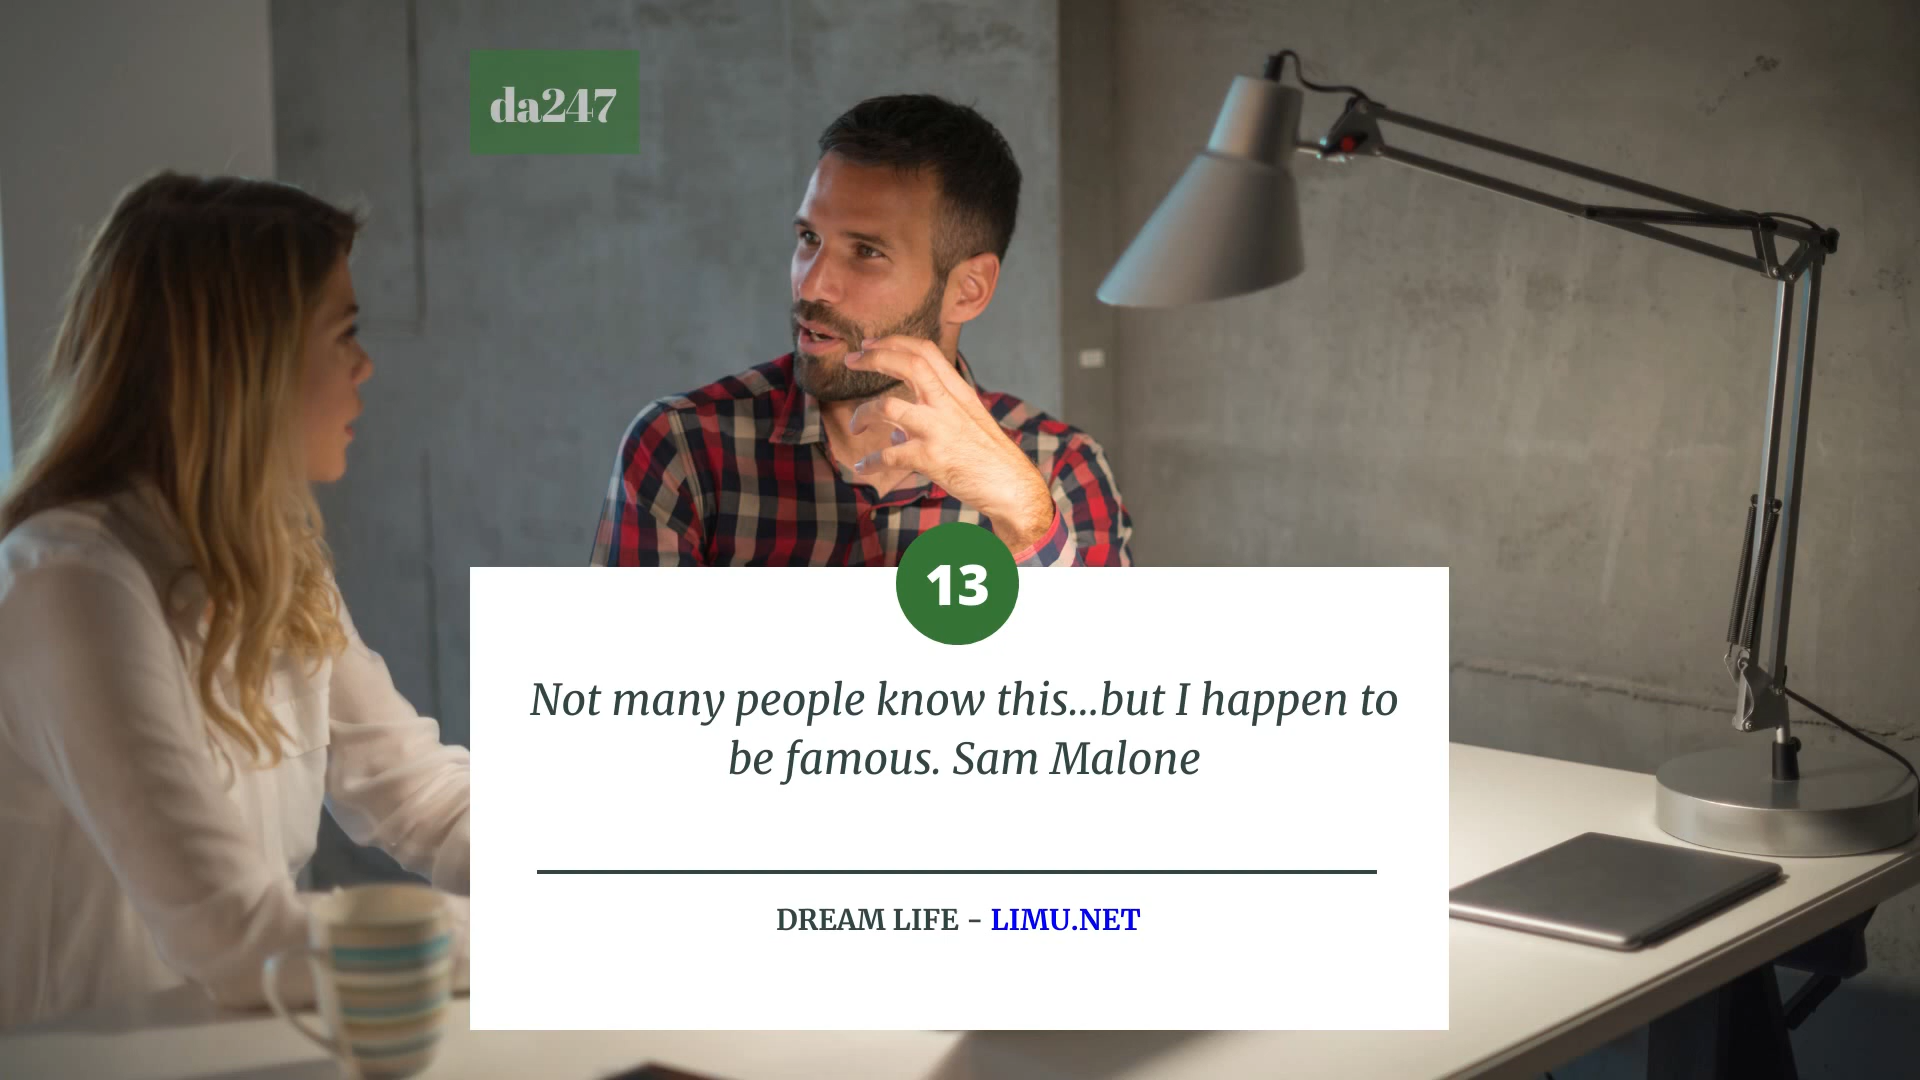 da247
13
Not many people know this...but I happen to
be famous. Sam Malone
DREAM LIFE – LIMU.NET